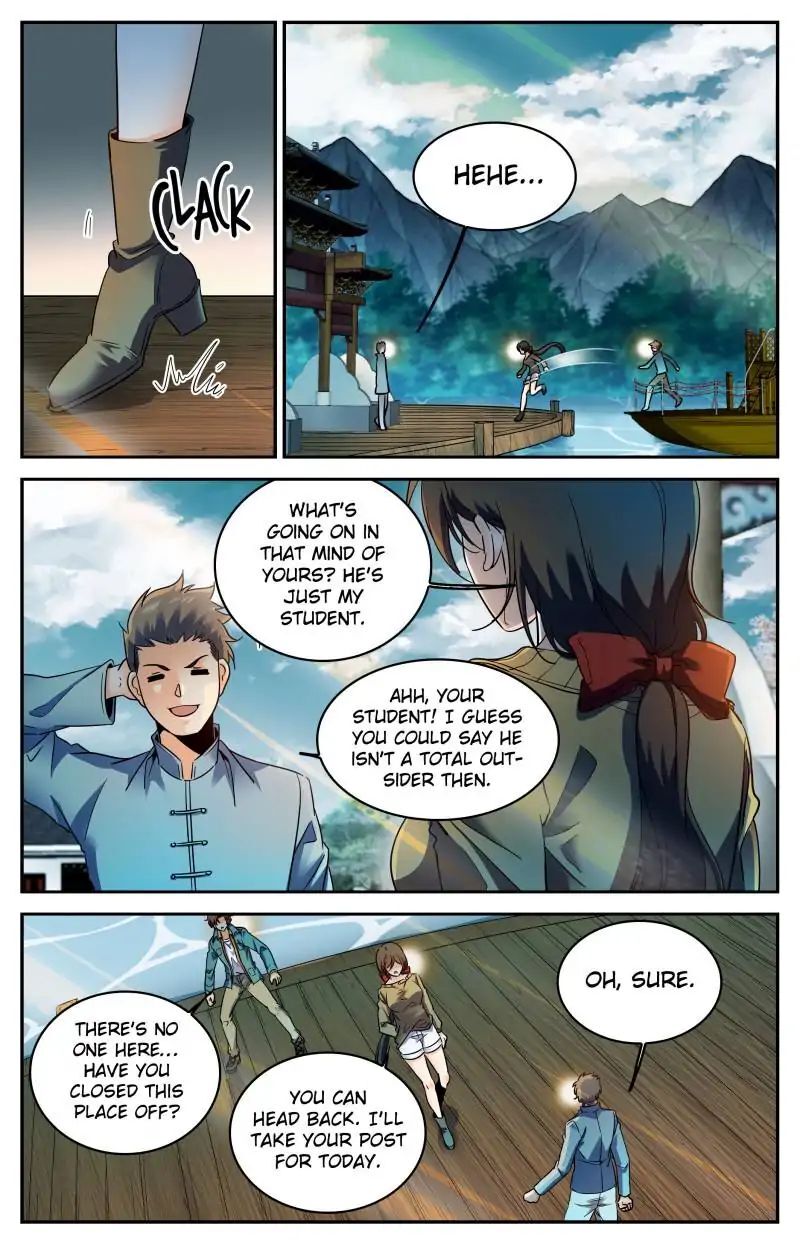 CLACK
HEHE...
WHAT'S
GOING ON IN
THAT MIND OF
YOURS? HE'S
JUST MY
STUDENT.
AHH, YOUR
STUDENT! I GUESS
YOU COULD SAY HE
ISN'T A TOTAL OUT-
SIDER THEN.
THERE'S NO
ONE HERE...
HAVE YOU
CLOSED THIS
PLACE OFF?
YOU CAN
HEAD BACK. I'LL
TAKE YOUR POST
FOR TODAY.
OH, SURE.